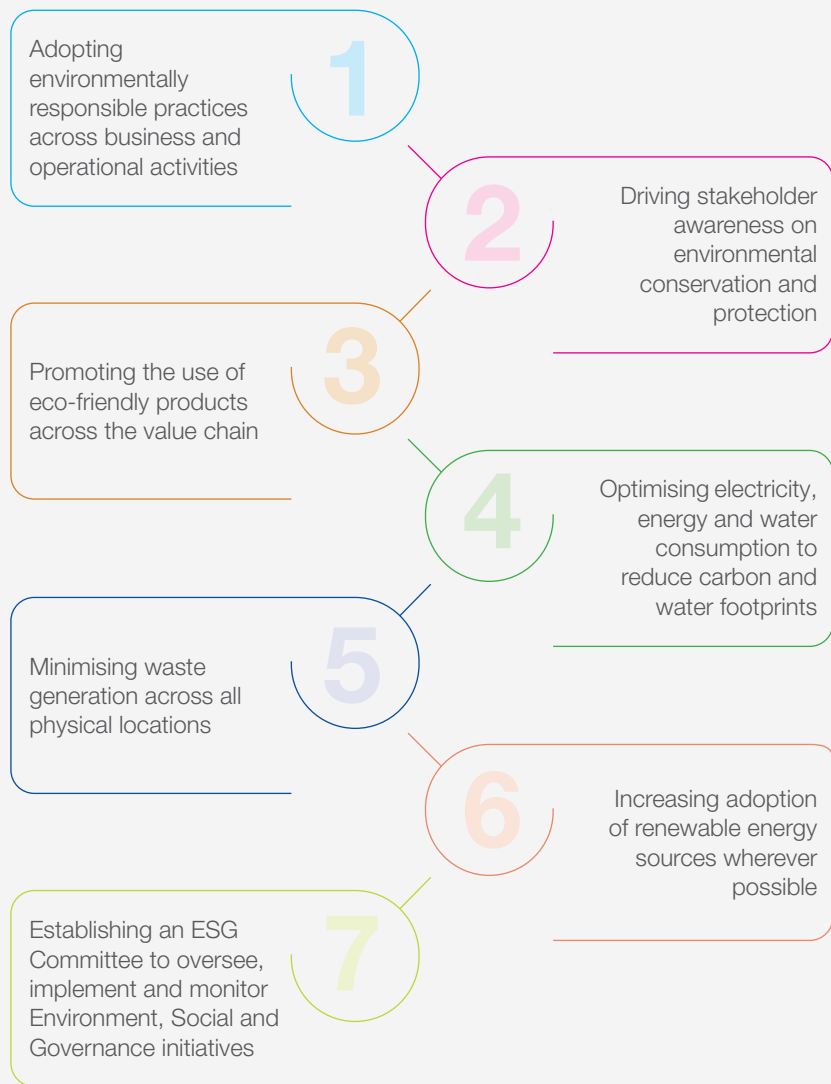 1
Adopting
environmentally
responsible practices
across business and
operational activities
2
Driving stakeholder
awareness on
environmental
conservation and
protection
3
Promoting the use of
eco-friendly products
across the value chain
4
Optimising electricity,
energy and water
consumption to
reduce carbon and
water footprints
5
Minimising waste
generation across all
physical locations
6
Increasing adoption
of renewable energy
sources wherever
possible
7
Establishing an ESG
Committee to oversee,
implement and monitor
Environment, Social and
Governance initiatives